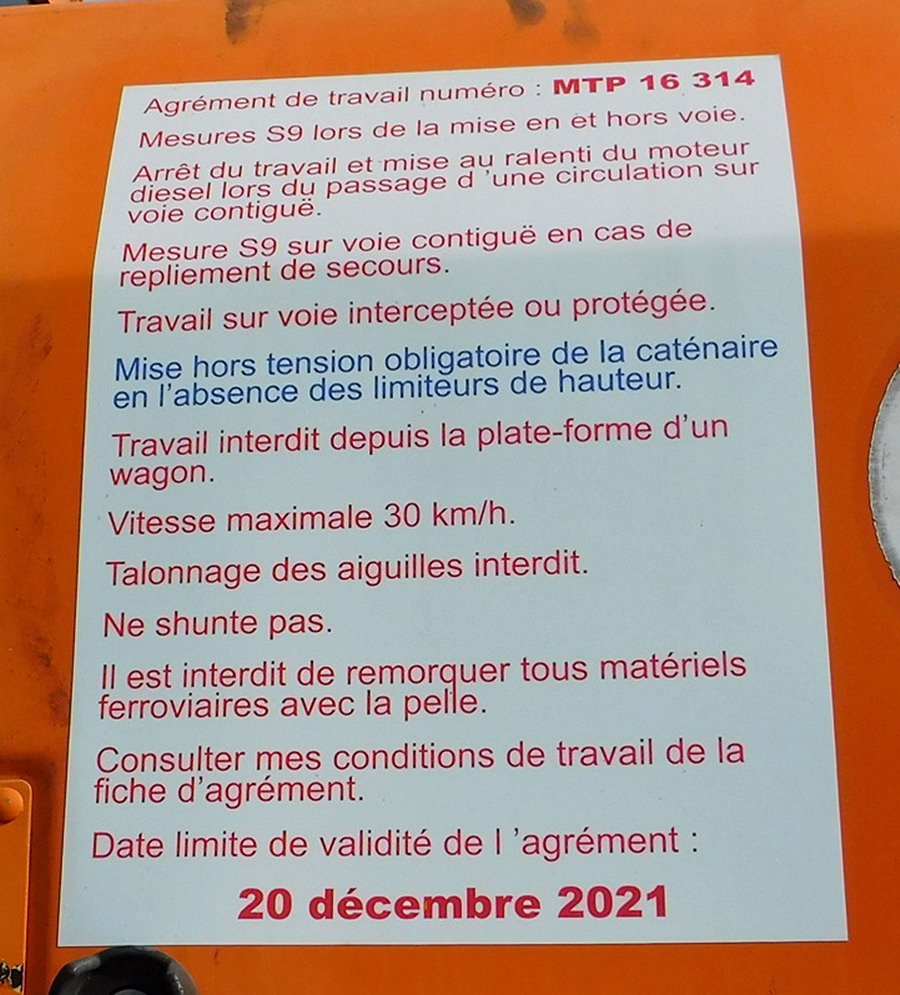 Agrément de travail numéro : MTP 16 314
Mesures S9 lors de la mise en et hors voie.
Arrêt du travail et mise au ralenti du moteur
diesel lors du passage d 'une circulation sur
voie contiguë.
Mesure S9 sur voie contiguë en cas de
repliement de secours.
Travail sur voie interceptée ou protégée.
Mise hors tension obligatoire de la caténaire
en l'absence des limiteurs de hauteur.
Travail interdit depuis la plate-forme d'un
wagon.
Vitesse maximale 30 km/h.
Talonnage des aiguilles interdit.
Ne shunte pas.
Il est interdit de remorquer tous matériels
ferroviaires avec la pelle.
Consulter mes conditions de travail de la
fiche d'agrément.
Date limite de validité de l 'agrément :
20 décembre 2021